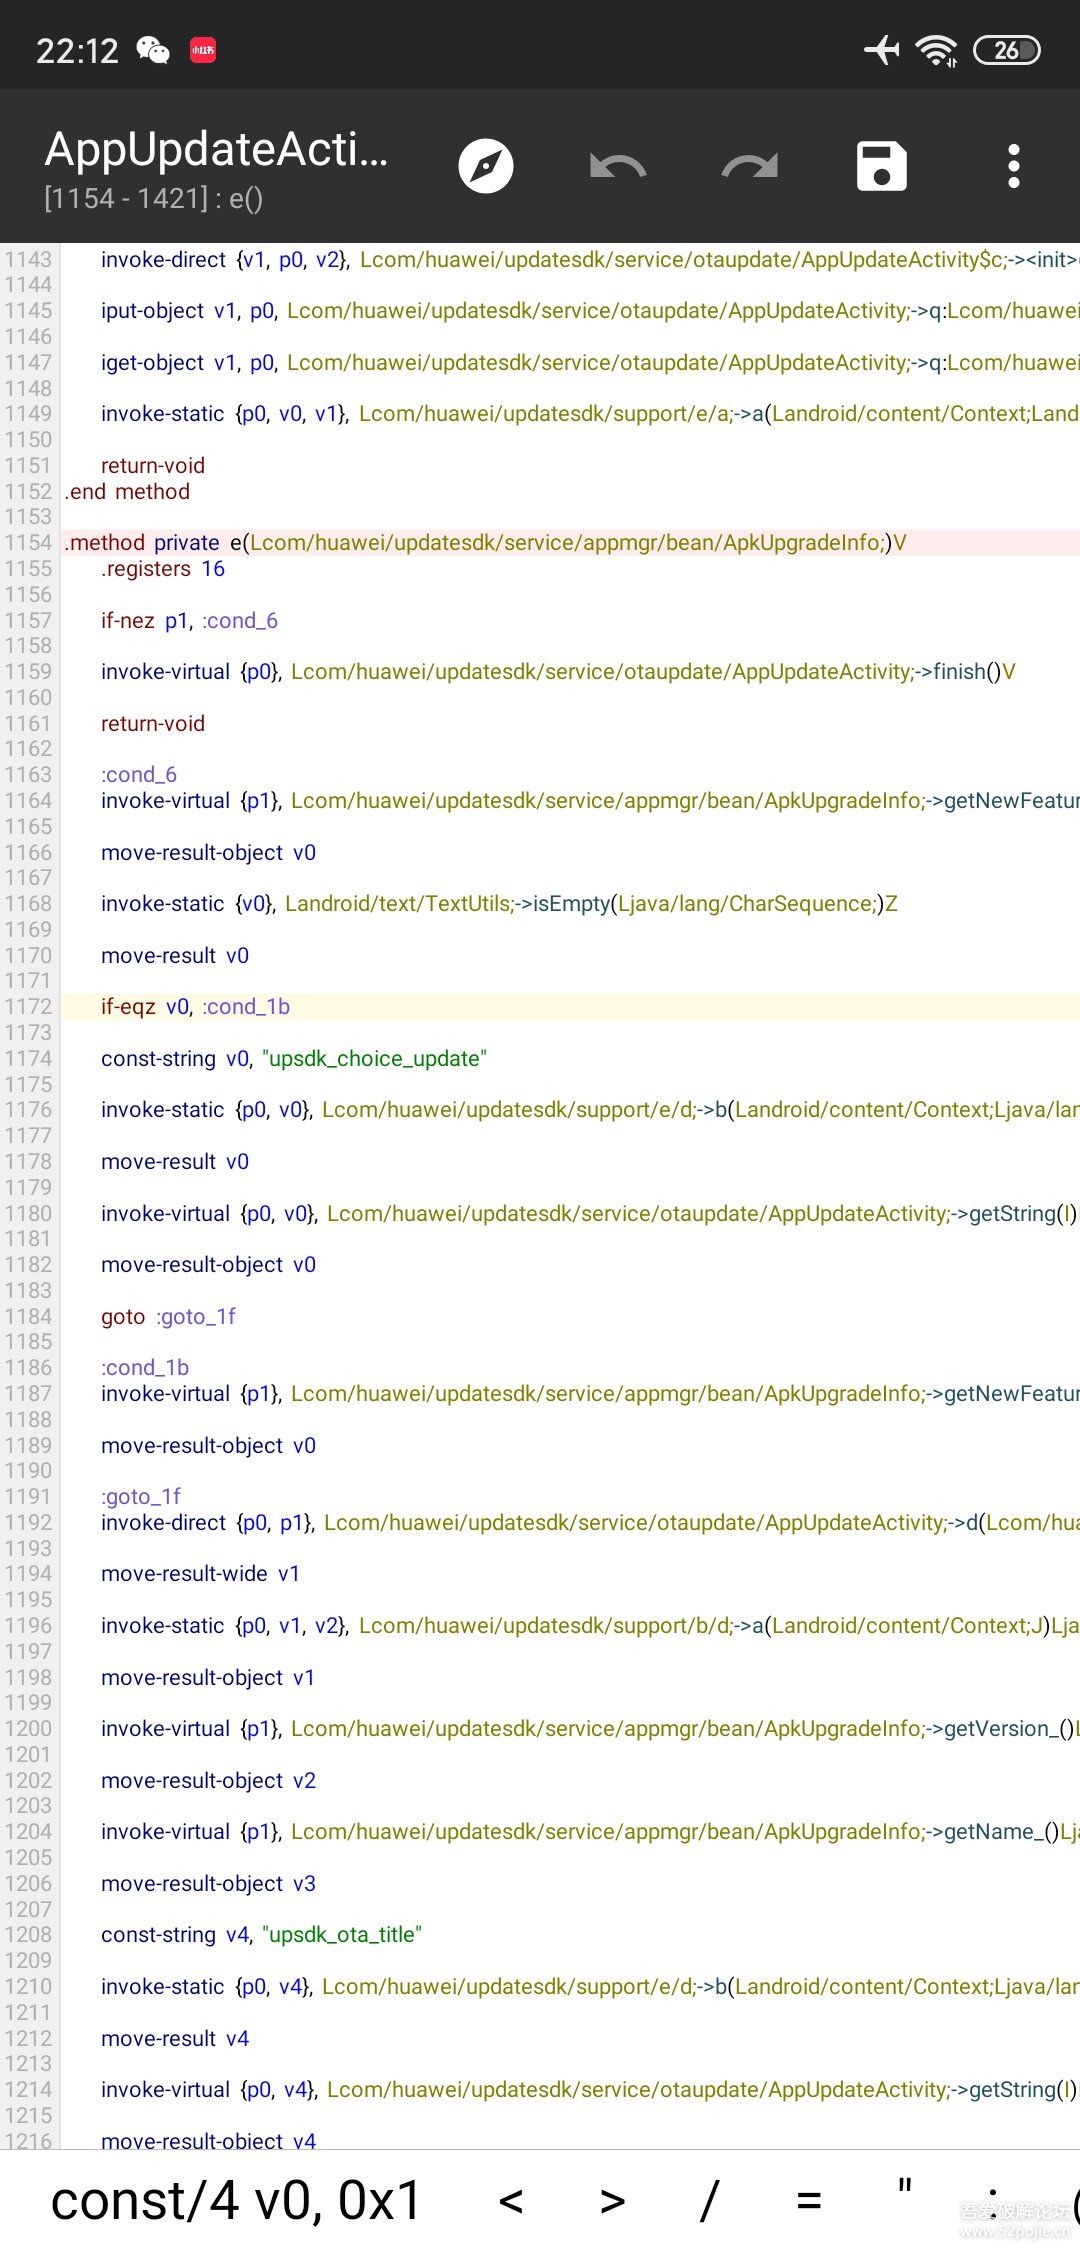 22:12 小红书 26
AppUpdateActi...
[1154 - 1421] : e()
1143 invoke-direct {v1, p0, v2}, Lcom/huawei/updatesdk/service/otaupdate/AppUpdateActivity$c;-><init>(
1144
1145 iput-object v1, p0, Lcom/huawei/updatesdk/service/otaupdate/AppUpdateActivity;->q:Lcom/huawei
1146
1147 iget-object v1, p0, Lcom/huawei/updatesdk/service/otaupdate/AppUpdateActivity;->q:Lcom/huawei
1148
1149 invoke-static {p0, v0, v1}, Lcom/huawei/updatesdk/support/e/a;->a(Landroid/content/Context;Land
1150
1151 return-void
1152 .end method
1153
1154 .method private e(Lcom/huawei/updatesdk/service/appmgr/bean/ApkUpgradeInfo;)V
1155 .registers 16
1156
1157 if-nez p1, :cond_6
1158
1159 invoke-virtual {p0}, Lcom/huawei/updatesdk/service/otaupdate/AppUpdateActivity;->finish()V
1160
1161 return-void
1162
1163 :cond_6
1164 invoke-virtual {p1}, Lcom/huawei/updatesdk/service/appmgr/bean/ApkUpgradeInfo;->getNewFeatur
1165
1166 move-result-object v0
1167
1168 invoke-static {v0}, Landroid/text/TextUtils;->isEmpty(Ljava/lang/CharSequence;)Z
1169
1170 move-result v0
1171
1172 if-eqz v0, :cond_1b
1173
1174 const-string v0, "upsdk_choice_update"
1175
1176 invoke-static {p0, v0}, Lcom/huawei/updatesdk/support/e/d;->b(Landroid/content/Context;Ljava/lan
1177
1178 move-result v0
1179
1180 invoke-virtual {p0, v0}, Lcom/huawei/updatesdk/service/otaupdate/AppUpdateActivity;->getString(I)
1181
1182 move-result-object v0
1183
1184 goto :goto_1f
1185
1186 :cond_1b
1187 invoke-virtual {p1}, Lcom/huawei/updatesdk/service/appmgr/bean/ApkUpgradeInfo;->getNewFeatur
1188
1189 move-result-object v0
1190
1191 :goto_1f
1192 invoke-direct {p0, p1}, Lcom/huawei/updatesdk/service/otaupdate/AppUpdateActivity;->d(Lcom/hua
1193
1194 move-result-wide v1
1195
1196 invoke-static {p0, v1, v2}, Lcom/huawei/updatesdk/support/b/d;->a(Landroid/content/Context;J)Lja
1197
1198 move-result-object v1
1199
1200 invoke-virtual {p1}, Lcom/huawei/updatesdk/service/appmgr/bean/ApkUpgradeInfo;->getVersion_()L
1201
1202 move-result-object v2
1203
1204 invoke-virtual {p1}, Lcom/huawei/updatesdk/service/appmgr/bean/ApkUpgradeInfo;->getName_()Lja
1205
1206 move-result-object v3
1207
1208 const-string v4, "upsdk_ota_title"
1209
1210 invoke-static {p0, v4}, Lcom/huawei/updatesdk/support/e/d;->b(Landroid/content/Context;Ljava/lan
1211
1212 move-result v4
1213
1214 invoke-virtual {p0, v4}, Lcom/huawei/updatesdk/service/otaupdate/AppUpdateActivity;->getString(I)
1215
1216 move-result-object v4
const/4 v0, 0x1 < > / = " : (
吾爱破解论坛
www.52pojie.cn